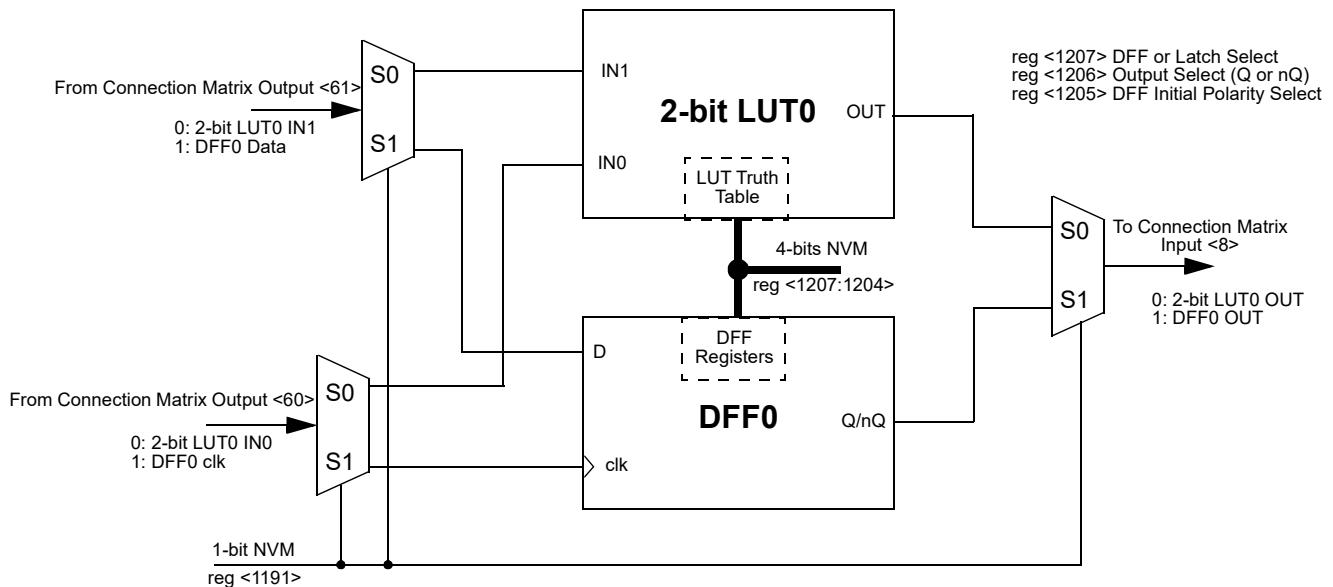 From Connection Matrix Output <61>
0: 2-bit LUT0 IN1
1: DFF0 Data
S0
S1
IN1
IN0
2-bit LUT0
OUT
LUT Truth
Table
reg <1207> DFF or Latch Select
reg <1206> Output Select (Q or nQ)
reg <1205> DFF Initial Polarity Select
4-bits NVM
reg <1207:1204>
S0
S1
To Connection Matrix
Input <8>
0: 2-bit LUT0 OUT
1: DFF0 OUT
From Connection Matrix Output <60>
0: 2-bit LUT0 IN0
1: DFF0 clk
S0
S1
D
clk
DFF
Registers
DFF0
Q/nQ
1-bit NVM
reg <1191>